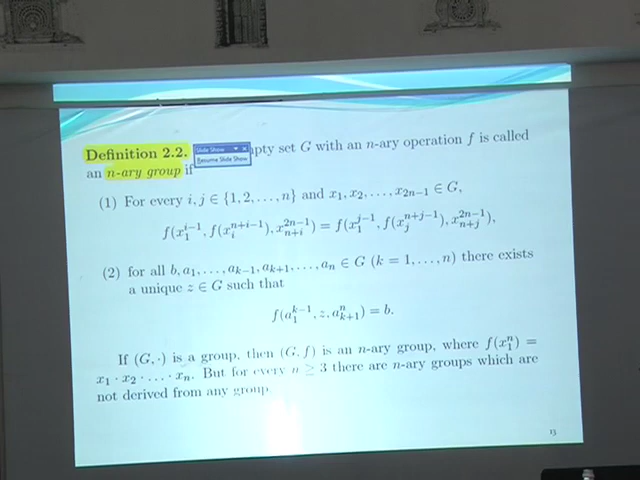 Definition 2.2. pty set G with an n-ary operation f is called
Slide Show
Resume Slide Show
an n-ary group if
(1) For every i, j ∈ {1, 2, . . . , n} and x₁, x₂, . . . , x₂ₙ₋₁ ∈ G,
f(x₁^{i−1}, f(x_i^{n+i−1}), x_{n+i}^{2n−1}) = f(x₁^{j−1}, f(x_j^{n+j−1}), x_{n+j}^{2n−1}),
(2) for all b, a₁, . . . , aₖ₋₁, aₖ₊₁, . . . , aₙ ∈ G (k = 1, . . . , n) there exists
a unique z ∈ G such that
f(a₁^{k−1}, z, a_{k+1}^n) = b.
If (G, ·) is a group, then (G, f) is an n-ary group, where f(x₁^n) =
x₁ · x₂ · . . . · xₙ. But for every n ≥ 3 there are n-ary groups which are
not derived from any group.
13